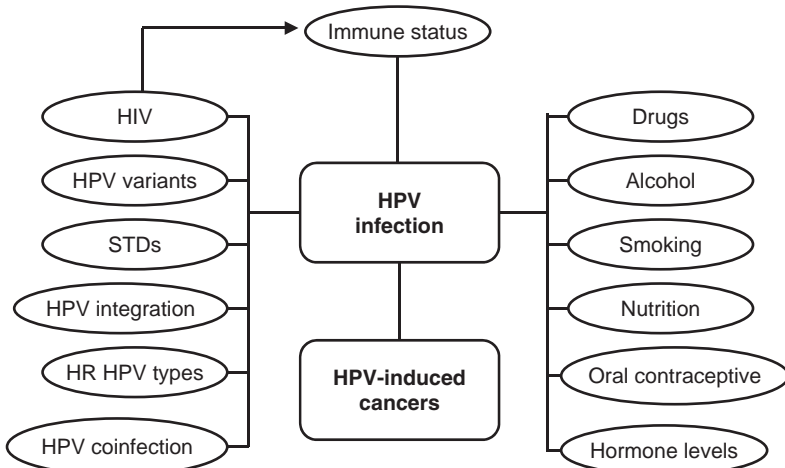 Immune status
HIV
HPV variants
STDs
HPV integration
HR HPV types
HPV coinfection
HPV
infection
HPV-induced
cancers
Drugs
Alcohol
Smoking
Nutrition
Oral contraceptive
Hormone levels